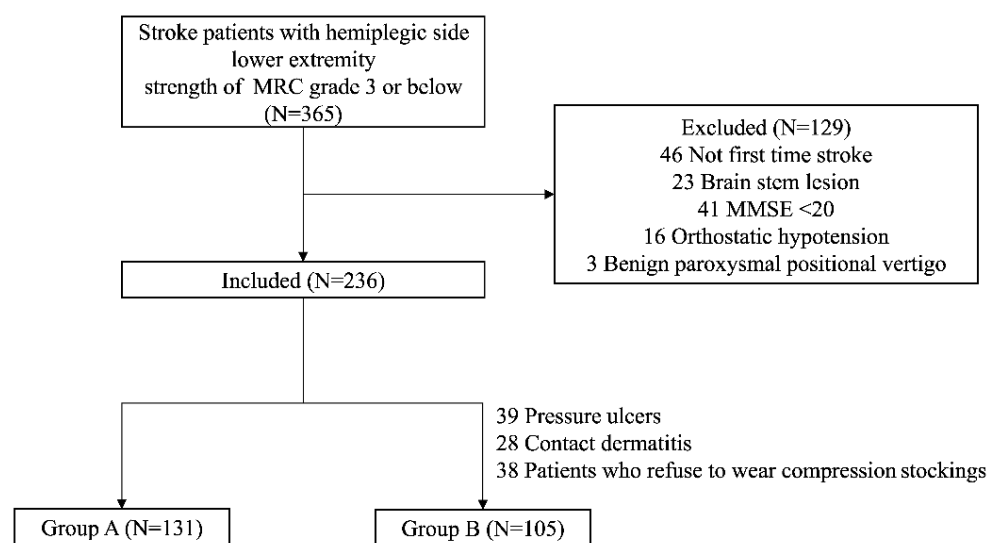 Stroke patients with hemiplegic side
lower extremity
strength of MRC grade 3 or below
(N=365)
Excluded (N=129)
46 Not first time stroke
23 Brain stem lesion
41 MMSE <20
16 Orthostatic hypotension
3 Benign paroxysmal positional vertigo
Included (N=236)
39 Pressure ulcers
28 Contact dermatitis
38 Patients who refuse to wear compression stockings
Group A (N=131)
Group B (N=105)